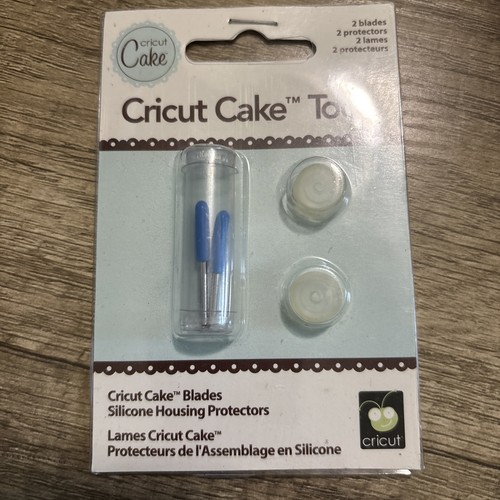 cricut
Cake™
2 blades
2 protectors
2 lames
2 protecteurs
Cricut Cake™
Cricut Cake™ Blades
Silicone Housing Protectors
Lames Cricut Cake™
Protecteurs de l'Assemblage en Silicone
cricut